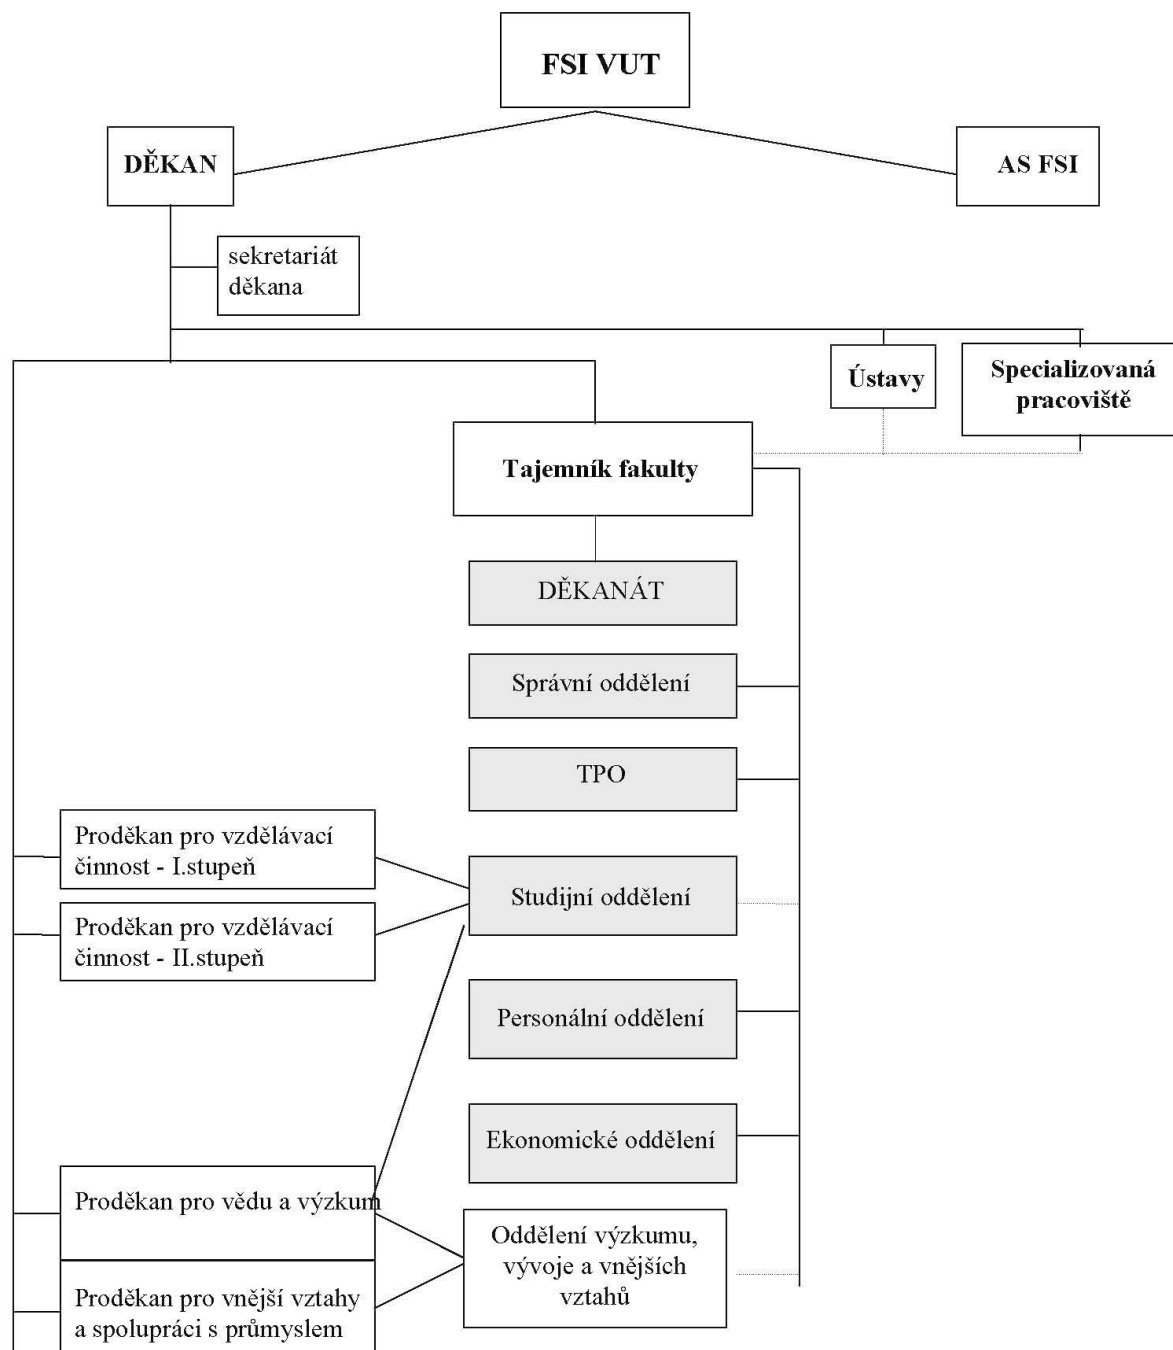 FSI VUT
DĚKAN
AS FSI
sekretariát
děkana
Ústavy
Specializovaná
pracoviště
Tajemník fakulty
DĚKANÁT
Správní oddělení
TPO
Proděkan pro vzdělávací
činnost - I.stupeň
Studijní oddělení
Proděkan pro vzdělávací
činnost - II.stupeň
Personální oddělení
Ekonomické oddělení
Proděkan pro vědu a výzkum
Oddělení výzkumu,
vývoje a vnějších
vztahů
Proděkan pro vnější vztahy
a spolupráci s průmyslem